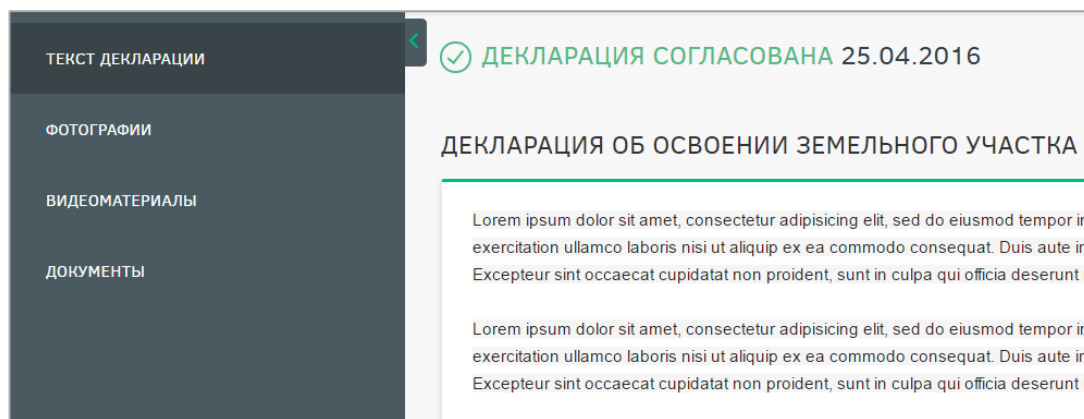 ТЕКСТ ДЕКЛАРАЦИИ
ФОТОГРАФИИ
ВИДЕОМАТЕРИАЛЫ
ДОКУМЕНТЫ
ДЕКЛАРАЦИЯ СОГЛАСОВАНА 25.04.2016
ДЕКЛАРАЦИЯ ОБ ОСВОЕНИИ ЗЕМЕЛЬНОГО УЧАСТКА
Lorem ipsum dolor sit amet, consectetur adipisicing elit, sed do eiusmod tempor
exercitation ullamco laboris nisi ut aliquip ex ea commodo consequat. Duis aute
Excepteur sint occaecat cupidatat non proident, sunt in culpa qui officia deserunt
Lorem ipsum dolor sit amet, consectetur adipisicing elit, sed do eiusmod tempor
exercitation ullamco laboris nisi ut aliquip ex ea commodo consequat. Duis aute
Excepteur sint occaecat cupidatat non proident, sunt in culpa qui officia deserunt